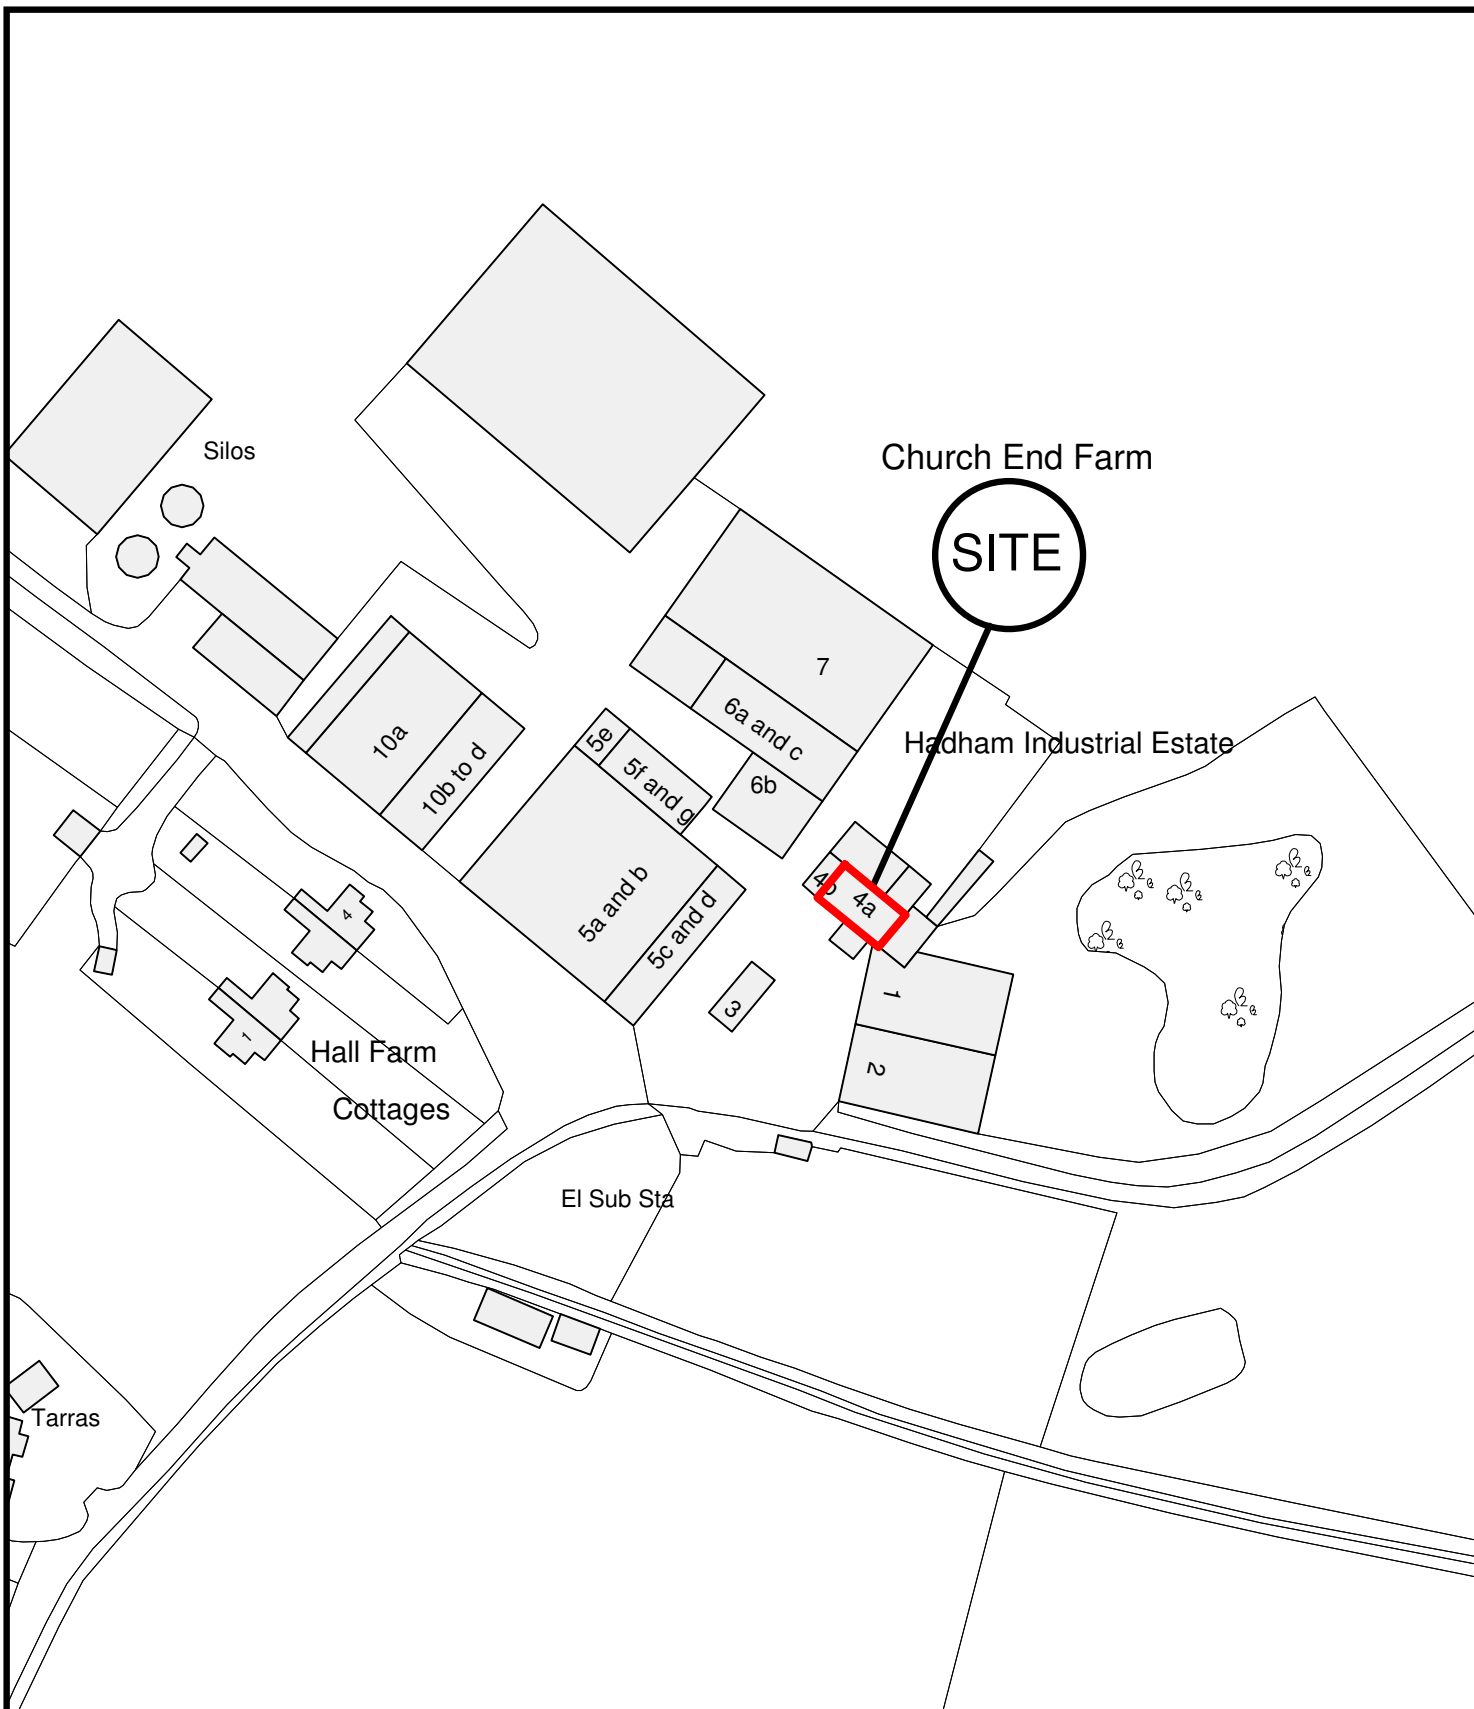 Silos
Church End Farm
SITE
7
6a and c
Hadham Industrial Estate
10a
5e
10b to d
5f and g
6b
4b
4a
5a and b
4
5c and d
1
3
1
Hall Farm
2
Cottages
El Sub Sta
Tarras